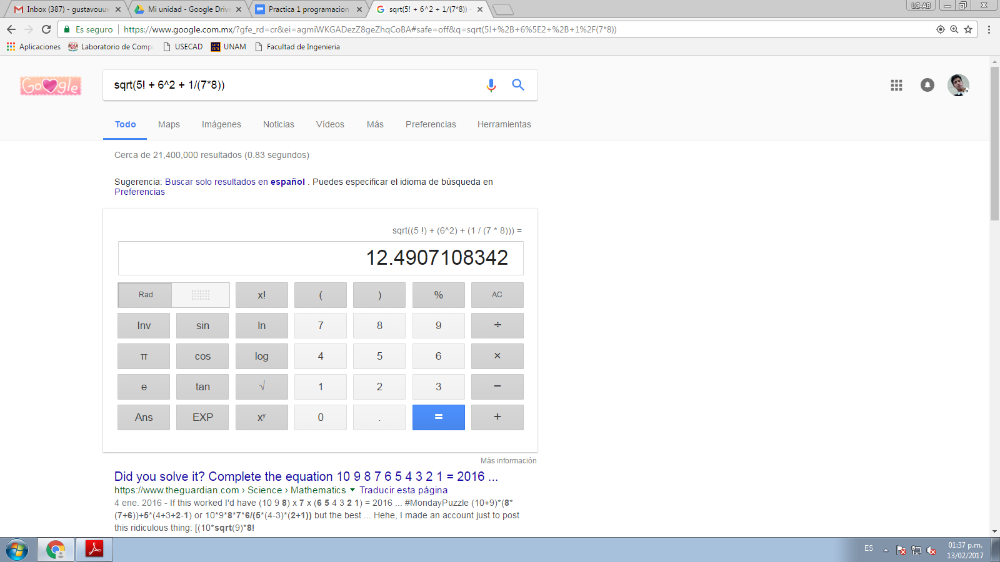 Inbox (387) - gustavouuv
Mi unidad - Google Drive
Practica 1 programacion
sqrt(5! + 6^2 + 1/(7*8)) -
LC-AB
Es seguro
https://www.google.com.mx/?gfe_rd=cr&ei=agmiWKGADezZ8geZhqCoBA#safe=off&q=sqrt(5!+%2B+6%5E2+%2B+1%2F(7*8))
Aplicaciones
Laboratorio de Compu
USECAD
UNAM
Facultad de Ingenieria
Google
sqrt(5! + 6^2 + 1/(7*8))
Todo Maps Imágenes Noticias Vídeos Más Preferencias Herramientas
Cerca de 21,400,000 resultados (0.83 segundos)
Sugerencia: Buscar solo resultados en español . Puedes especificar el idioma de búsqueda en
Preferencias
sqrt((5 !) + (6^2) + (1 / (7 * 8))) =
12.4907108342
Rad x! ( ) % AC
Inv sin ln 7 8 9 ÷
π cos log 4 5 6 ×
e tan √ 1 2 3 −
Ans EXP xʸ 0 . = +
Más información
Did you solve it? Complete the equation 10 9 8 7 6 5 4 3 2 1 = 2016 ...
https://www.theguardian.com › Science › Mathematics ▼ Traducir esta página
4 ene. 2016 - If this worked I'd have (10 9 8) x 7 x (6 5 4 3 2 1) = 2016 ... #MondayPuzzle (10+9)*(8*
(7+6))+5*(4+3+2-1) or 10*9*8*7*6/(5*(4-3)*(2+1)) but the best ... Hehe, I made an account just to post
this ridiculous thing: [(10*sqrt(9)*8!
ES
01:37 p.m.
13/02/2017